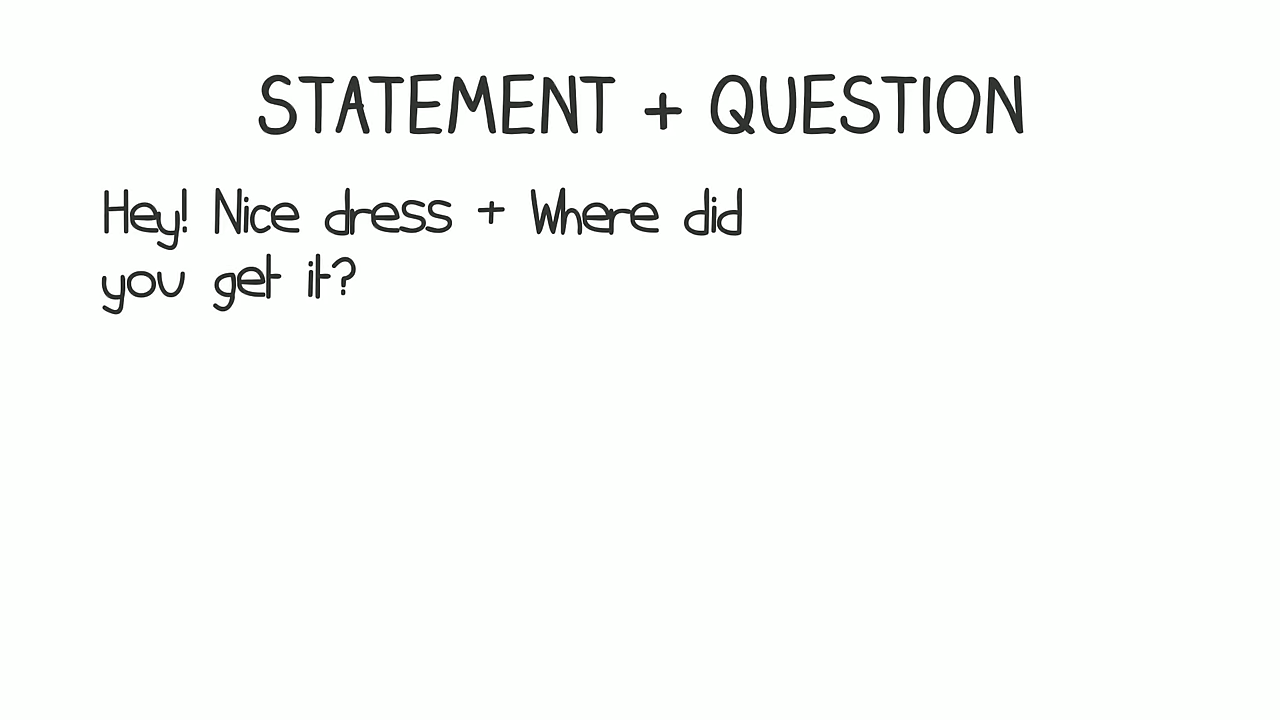 STATEMENT + QUESTION
Hey! Nice dress + Where did
you get it?